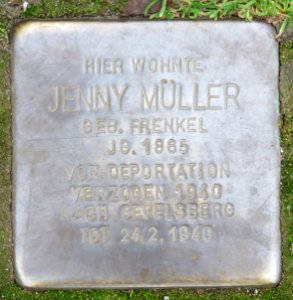 HIER WOHNTE
JENNY MÜLLER
GEB. FRENKEL
JG. 1865
VOR DEPORTATION
VERZOGEN 1940
NACH GEVELSBERG
TOT 24.2.1940